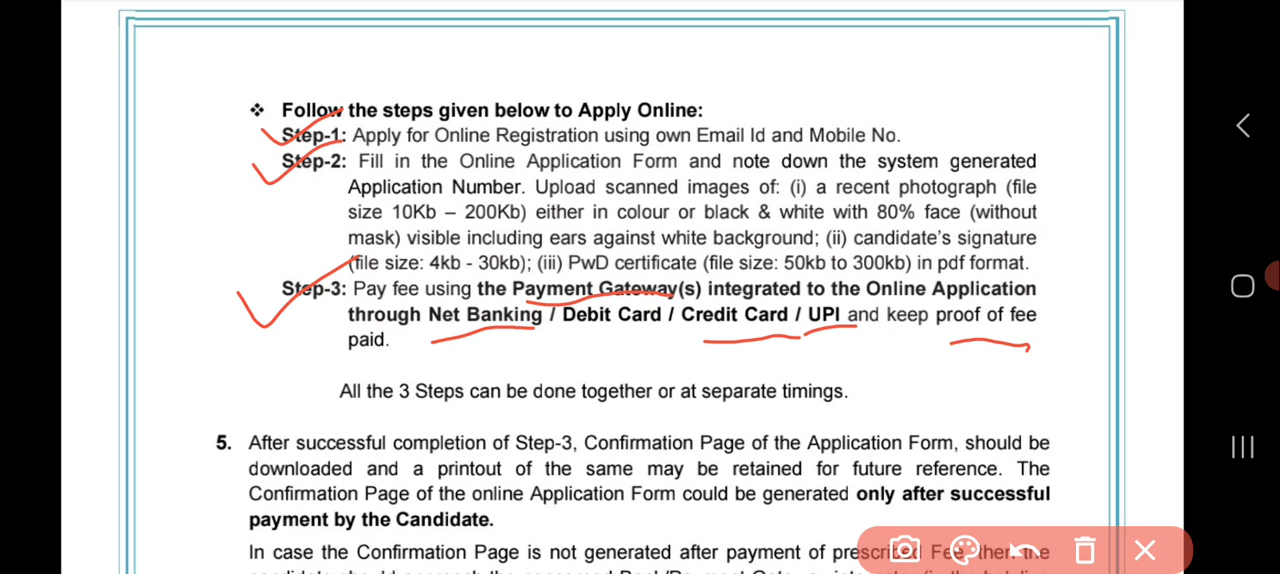 ❖ Follow the steps given below to Apply Online:
Step-1: Apply for Online Registration using own Email Id and Mobile No.
Step-2: Fill in the Online Application Form and note down the system generated
Application Number. Upload scanned images of: (i) a recent photograph (file
size 10Kb – 200Kb) either in colour or black & white with 80% face (without
mask) visible including ears against white background; (ii) candidate's signature
(file size: 4kb - 30kb); (iii) PwD certificate (file size: 50kb to 300kb) in pdf format.
Step-3: Pay fee using the Payment Gateway(s) integrated to the Online Application
through Net Banking / Debit Card / Credit Card / UPI and keep proof of fee
paid.
All the 3 Steps can be done together or at separate timings.
5. After successful completion of Step-3, Confirmation Page of the Application Form, should be
downloaded and a printout of the same may be retained for future reference. The
Confirmation Page of the online Application Form could be generated only after successful
payment by the Candidate.
In case the Confirmation Page is not generated after payment of prescribed Fee, then the